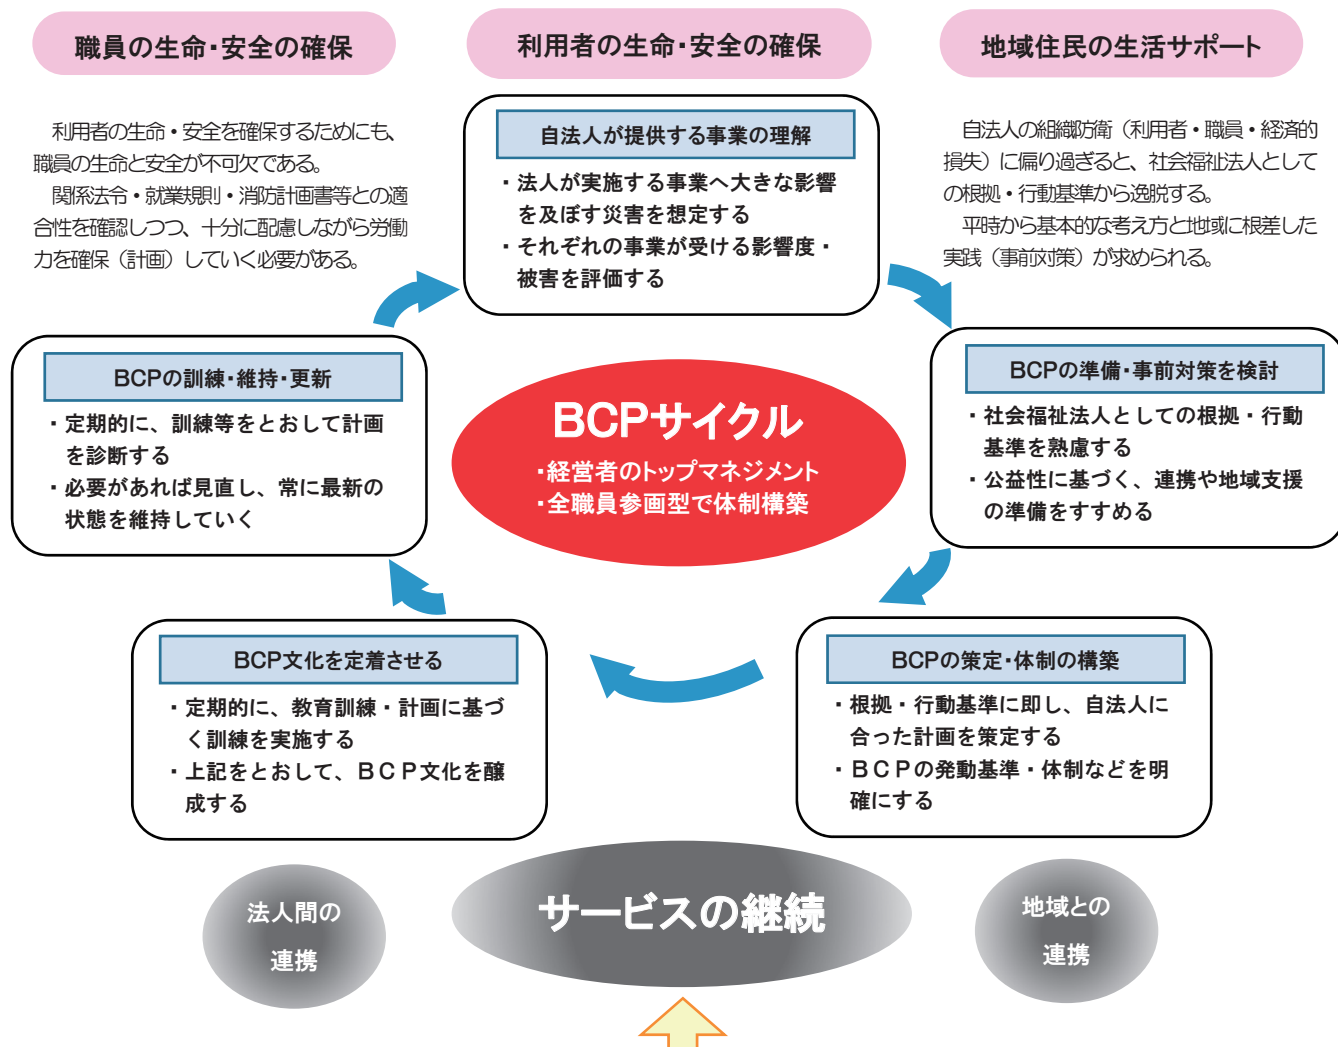 職員の生命・安全の確保
利用者の生命・安全の確保
地域住民の生活サポート
利用者の生命・安全を確保するためにも、
職員の生命と安全が不可欠である。
関係法令・就業規則・消防計画書等との適
合性を確認しつつ、十分に配慮しながら労働
力を確保（計画）していく必要がある。
自法人が提供する事業の理解
・法人が実施する事業へ大きな影響
を及ぼす災害を想定する
・それぞれの事業が受ける影響度・
被害を評価する
自法人の組織防衛（利用者・職員・経済的
損失）に偏り過ぎると、社会福祉法人として
の根拠・行動基準から逸脱する。
平時から基本的な考え方と地域に根差した
実践（事前対策）が求められる。
BCPの訓練・維持・更新
・定期的に、訓練等をとおして計画
を診断する
・必要があれば見直し、常に最新の
状態を維持していく
BCPサイクル
・経営者のトップマネジメント
・全職員参画型で体制構築
BCPの準備・事前対策を検討
・社会福祉法人としての根拠・行動
基準を熟慮する
・公益性に基づく、連携や地域支援
の準備をすすめる
BCP文化を定着させる
・定期的に、教育訓練・計画に基づ
く訓練を実施する
・上記をとおして、ＢＣＰ文化を醸
成する
BCPの策定・体制の構築
・根拠・行動基準に即し、自法人に
合った計画を策定する
・ＢＣＰの発動基準・体制などを明
確にする
法人間の
連携
サービスの継続
地域との
連携